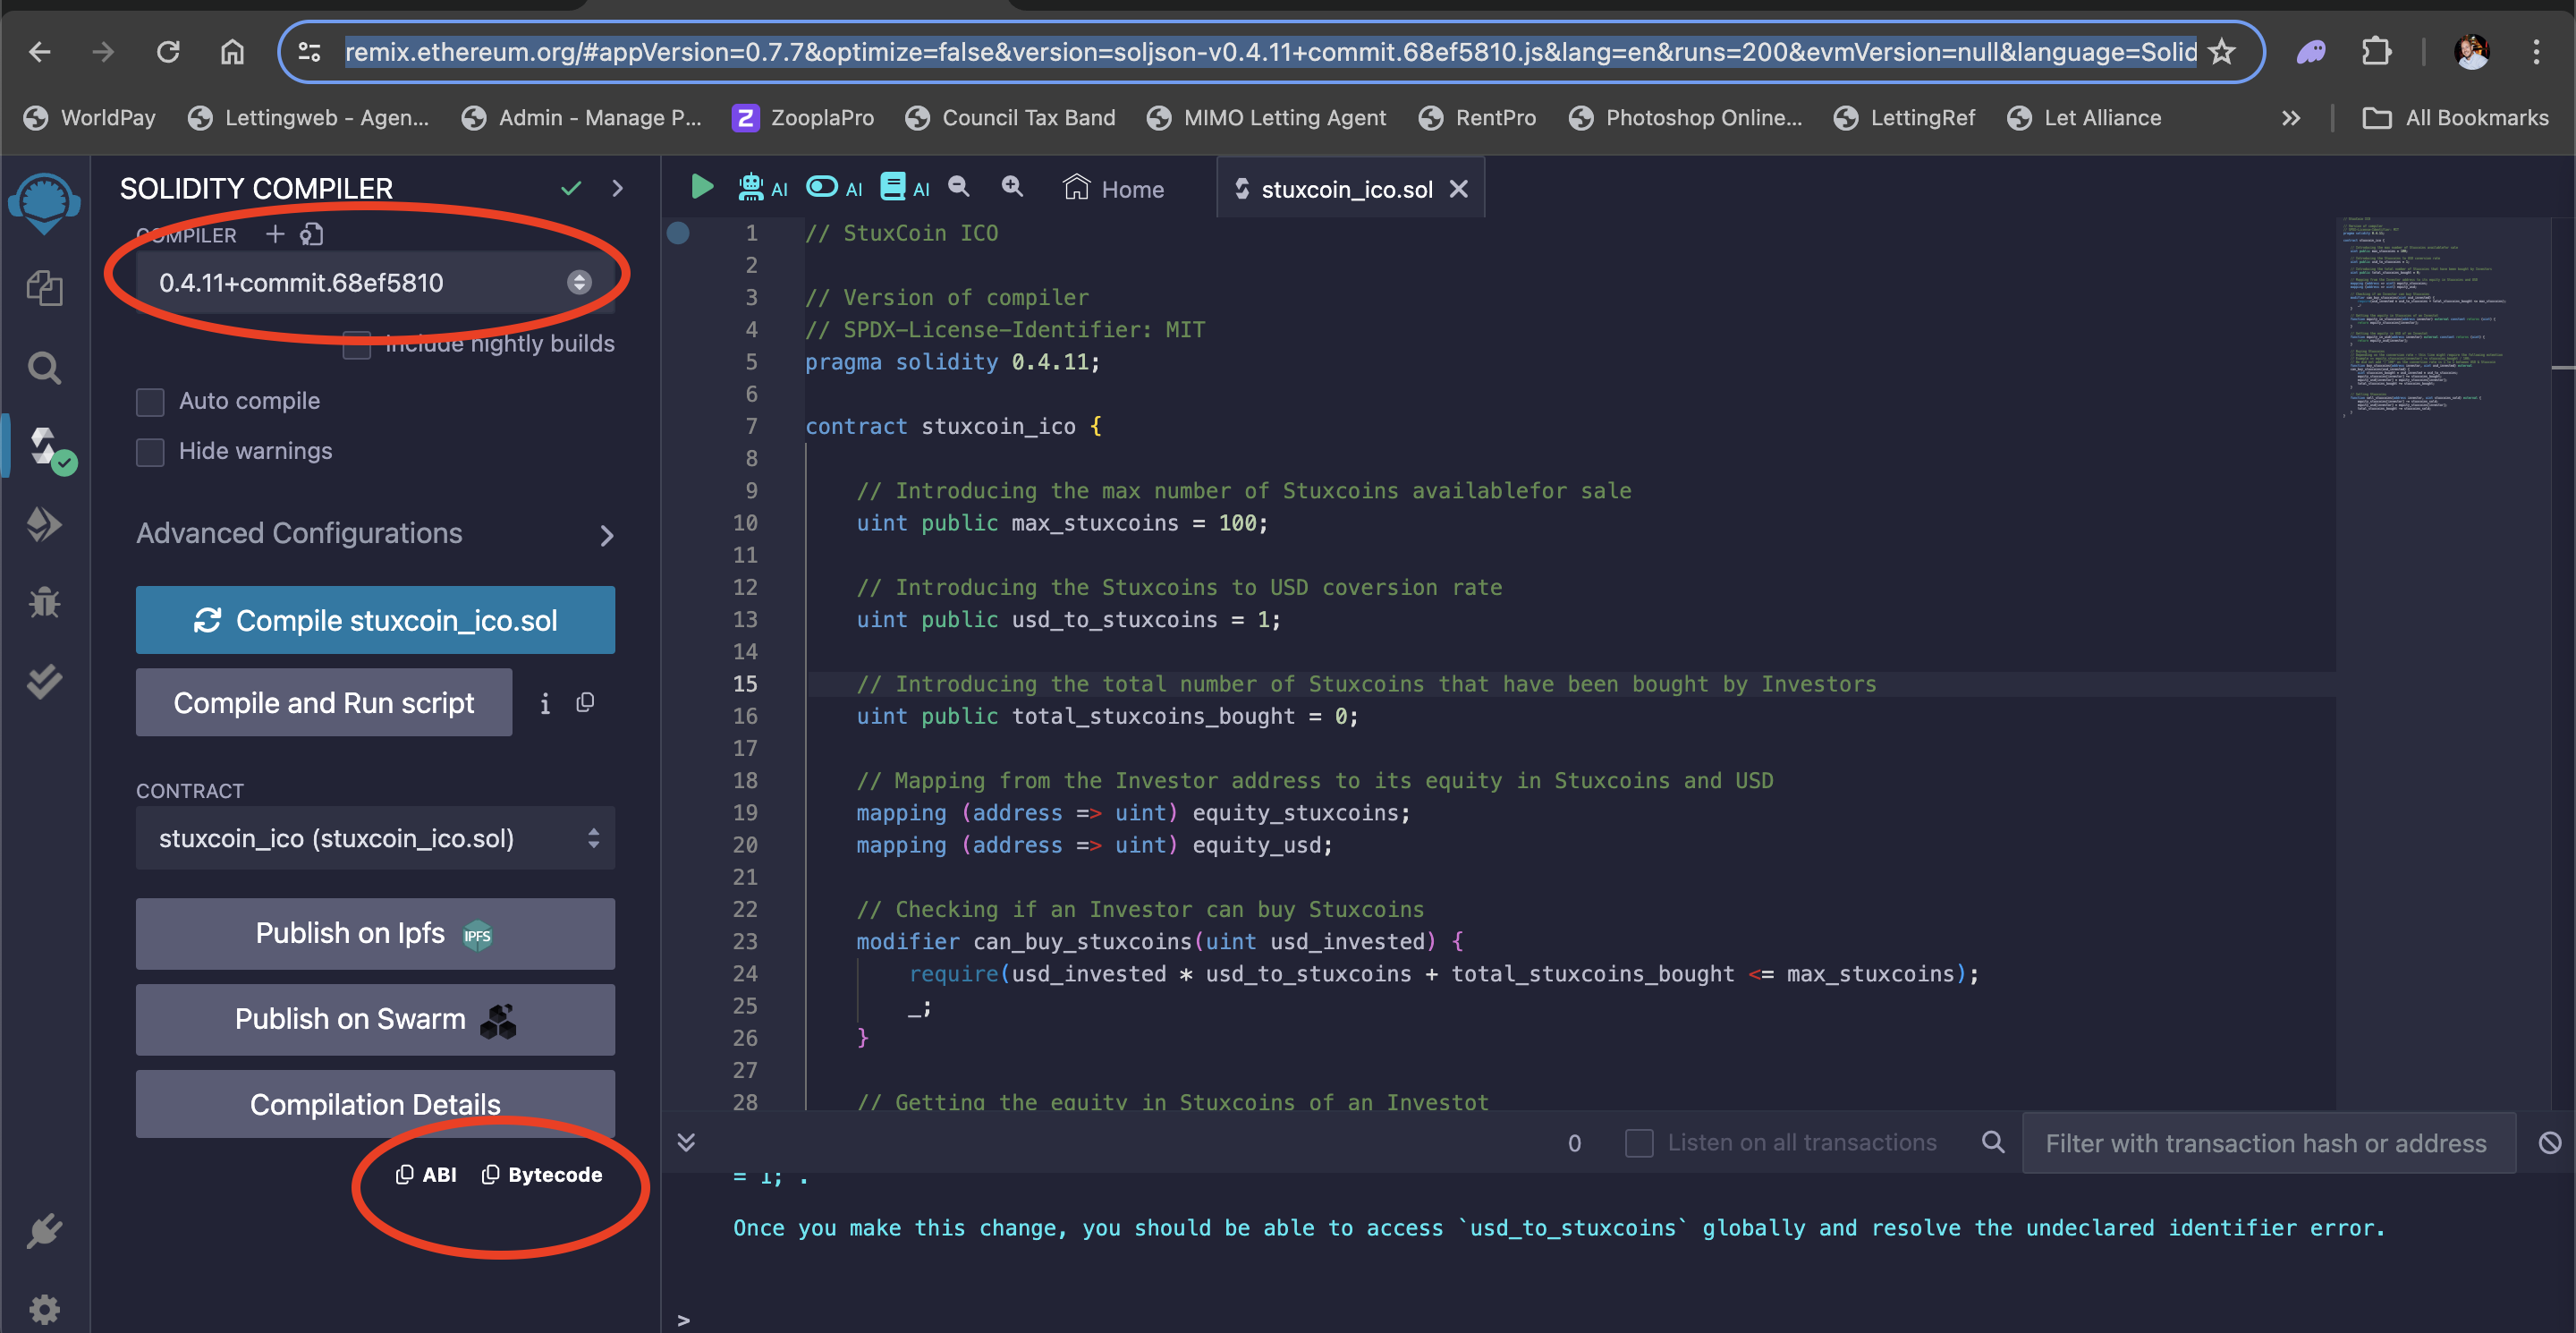 remix.ethereum.org/#appVersion=0.7.7&optimize=false&version=soljson-v0.4.11+commit.68ef5810.js&lang=en&runs=200&evmVersion=null&language=Solid
WorldPay Lettingweb - Agen... Admin - Manage P... Z ZooplaPro Council Tax Band MIMO Letting Agent RentPro Photoshop Online... LettingRef Let Alliance » All Bookmarks
SOLIDITY COMPILER
COMPILER
0.4.11+commit.68ef5810
Include nightly builds
Auto compile
Hide warnings
Advanced Configurations
Compile stuxcoin_ico.sol
Compile and Run script
CONTRACT
stuxcoin_ico (stuxcoin_ico.sol)
Publish on Ipfs IPFS
Publish on Swarm
Compilation Details
ABI Bytecode
AI AI AI Home stuxcoin_ico.sol
1 // StuxCoin ICO
2
3 // Version of compiler
4 // SPDX-License-Identifier: MIT
5 pragma solidity 0.4.11;
6
7 contract stuxcoin_ico {
8
9 // Introducing the max number of Stuxcoins availablefor sale
10 uint public max_stuxcoins = 100;
11
12 // Introducing the Stuxcoins to USD coversion rate
13 uint public usd_to_stuxcoins = 1;
14
15 // Introducing the total number of Stuxcoins that have been bought by Investors
16 uint public total_stuxcoins_bought = 0;
17
18 // Mapping from the Investor address to its equity in Stuxcoins and USD
19 mapping (address => uint) equity_stuxcoins;
20 mapping (address => uint) equity_usd;
21
22 // Checking if an Investor can buy Stuxcoins
23 modifier can_buy_stuxcoins(uint usd_invested) {
24 require(usd_invested * usd_to_stuxcoins + total_stuxcoins_bought <= max_stuxcoins);
25 _;
26 }
27
28 // Getting the equity in Stuxcoins of an Investot
0 Listen on all transactions Filter with transaction hash or address
= 1; .
Once you make this change, you should be able to access `usd_to_stuxcoins` globally and resolve the undeclared identifier error.
>